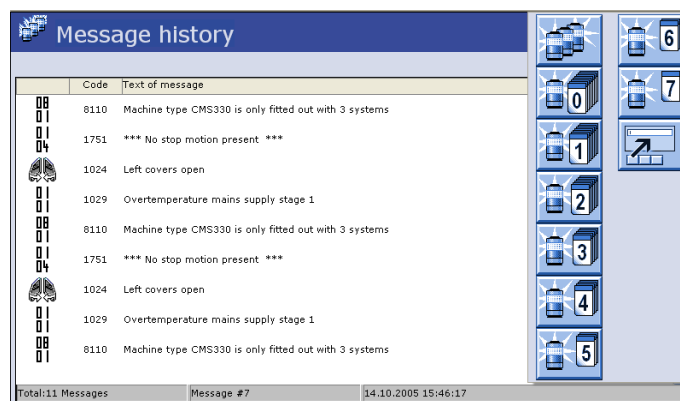 Message history
Code Text of message
08 01 8110 Machine type CMS330 is only fitted out with 3 systems
01 04 1751 *** No stop motion present ***
1024 Left covers open
01 01 1029 Overtemperature mains supply stage 1
08 01 8110 Machine type CMS330 is only fitted out with 3 systems
01 04 1751 *** No stop motion present ***
1024 Left covers open
01 01 1029 Overtemperature mains supply stage 1
08 01 8110 Machine type CMS330 is only fitted out with 3 systems
Total:11 Messages Message #7 14.10.2005 15:46:17
0
1
2
3
4
5
6
7